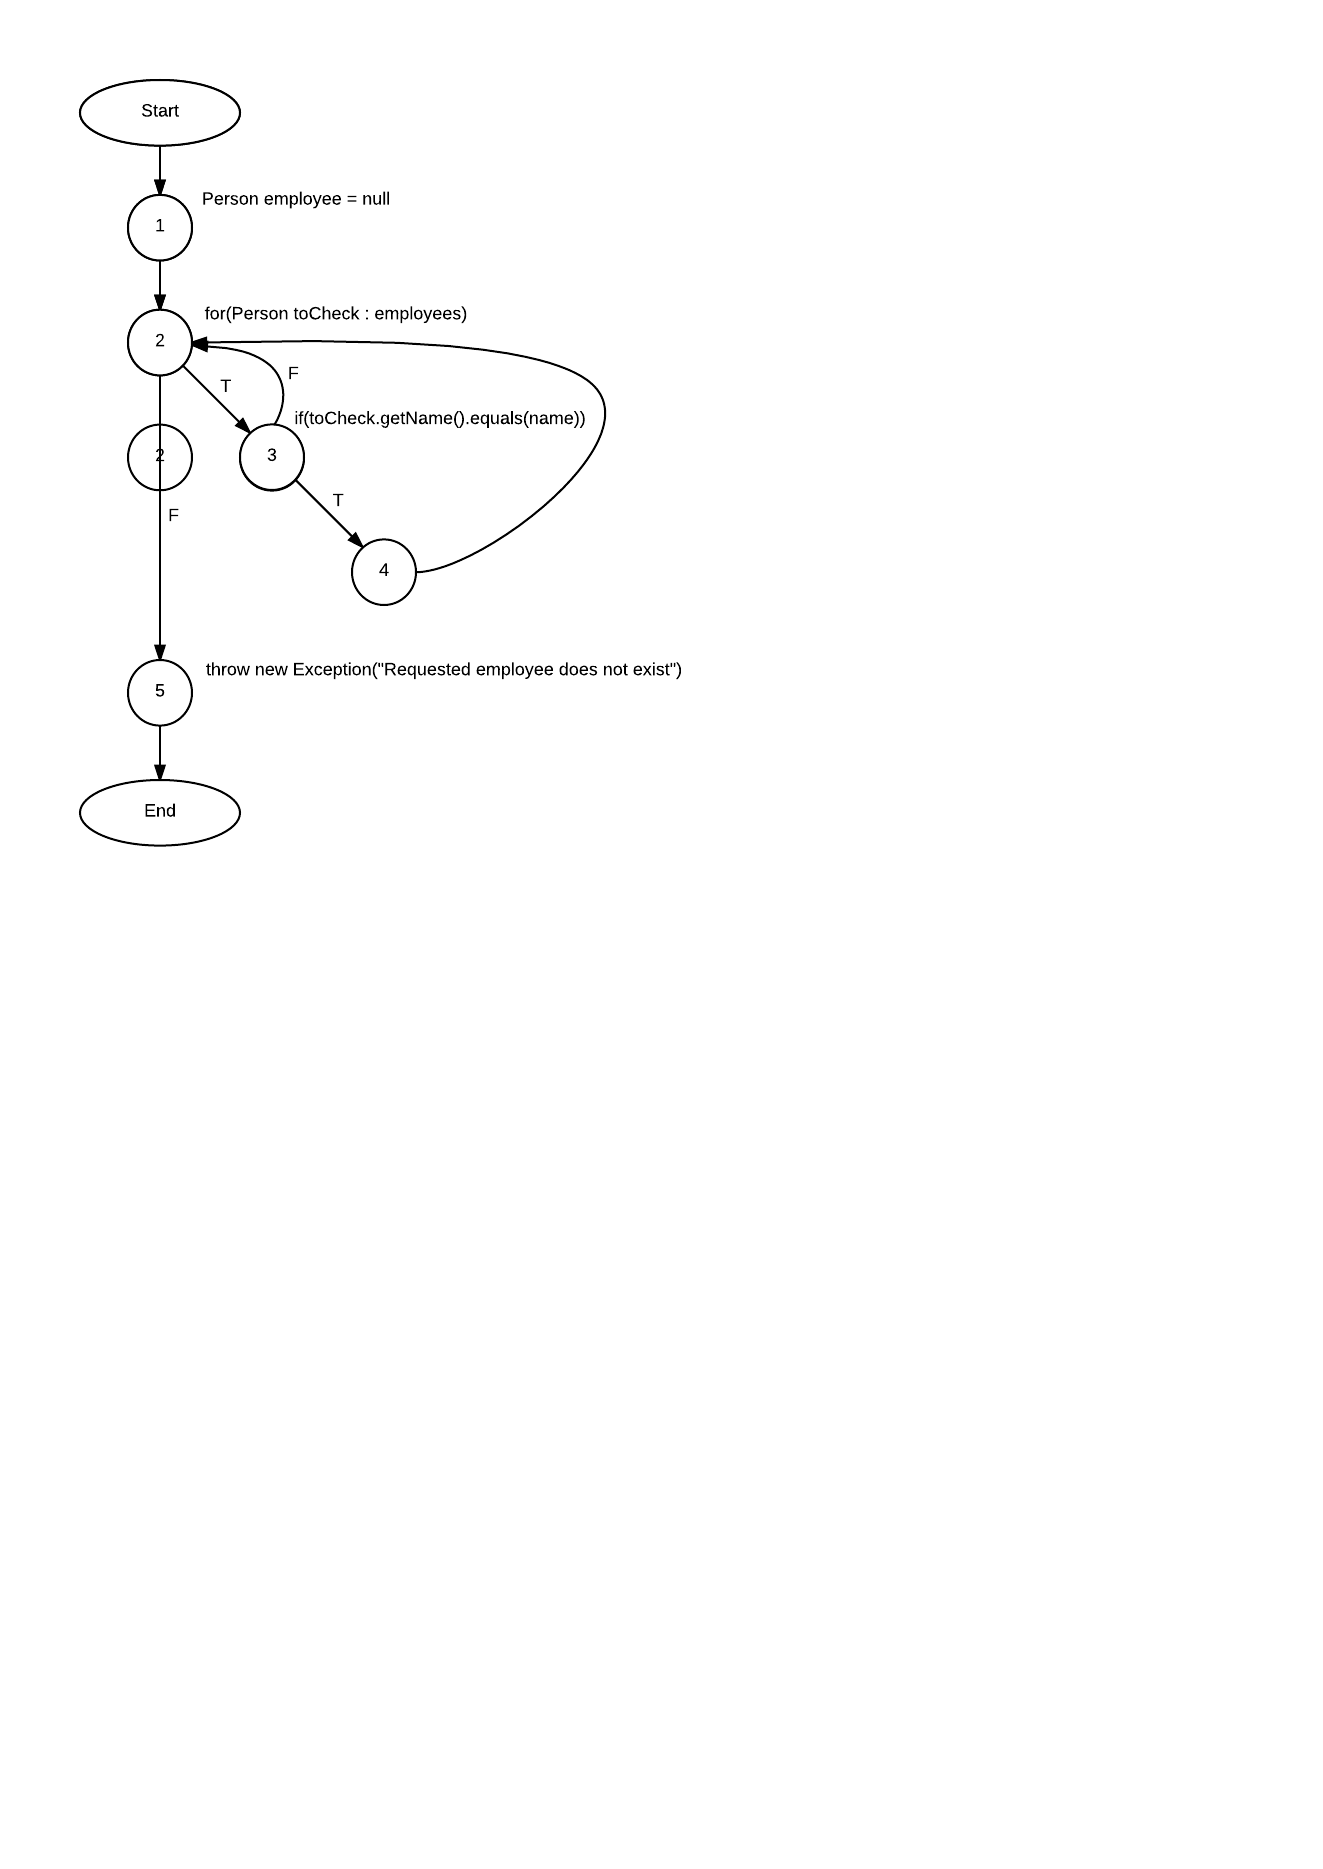 Start
Person employee = null
1
for(Person toCheck : employees)
2
F
T
if(toCheck.getName().equals(name))
2
3
T
F
4
throw new Exception("Requested employee does not exist")
5
End